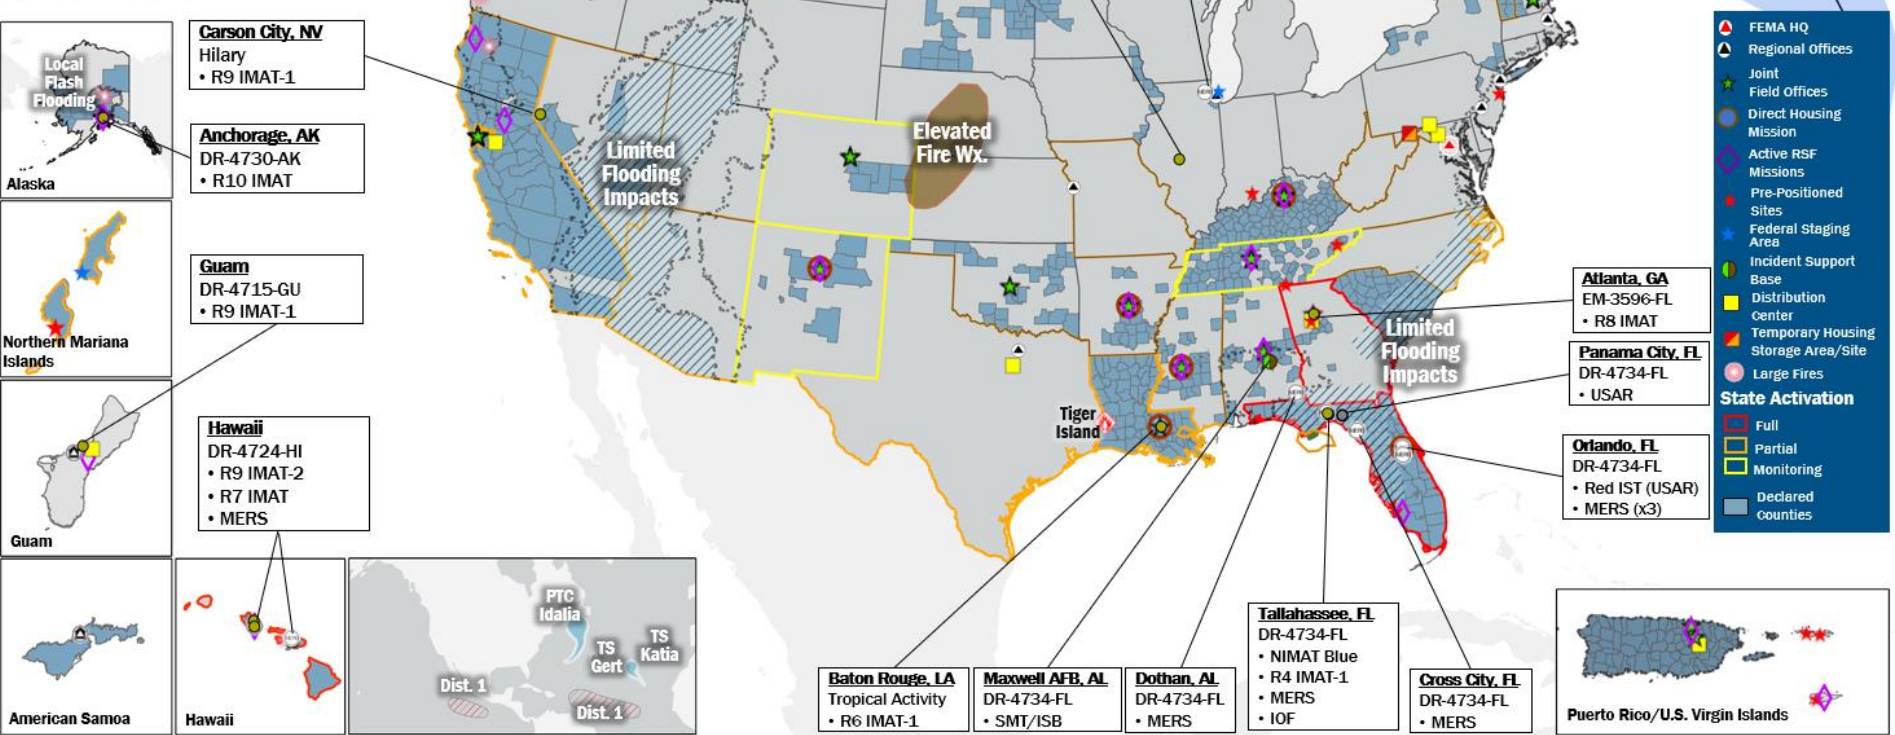 Local
Flash
Flooding
Alaska
Carson City, NV
Hilary
• R9 IMAT-1
Anchorage, AK
DR-4730-AK
• R10 IMAT
Northern Mariana
Islands
Guam
DR-4715-GU
• R9 IMAT-1
Guam
Hawaii
DR-4724-HI
• R9 IMAT-2
• R7 IMAT
• MERS
American Samoa
Hawaii
PTC
Idalia
TS
Gert
TS
Katia
Dist. 1
Dist. 1
Limited
Flooding
Impacts
Elevated
Fire Wx.
Tiger
Island
Limited
Flooding
Impacts
Baton Rouge, LA
Tropical Activity
• R6 IMAT-1
Maxwell AFB, AL
DR-4734-FL
• SMT/ISB
Dothan, AL
DR-4734-FL
• MERS
Tallahassee, FL
DR-4734-FL
• NIMAT Blue
• R4 IMAT-1
• MERS
• IOF
Cross City, FL
DR-4734-FL
• MERS
Atlanta, GA
EM-3596-FL
• R8 IMAT
Panama City, FL
DR-4734-FL
• USAR
Orlando, FL
DR-4734-FL
• Red IST (USAR)
• MERS (x3)
Puerto Rico/U.S. Virgin Islands
FEMA HQ
Regional Offices
Joint
Field Offices
Direct Housing
Mission
Active RSF
Missions
Pre-Positioned
Sites
Federal Staging
Area
Incident Support
Base
Distribution
Center
Temporary Housing
Storage Area/Site
Large Fires
State Activation
Full
Partial
Monitoring
Declared
Counties